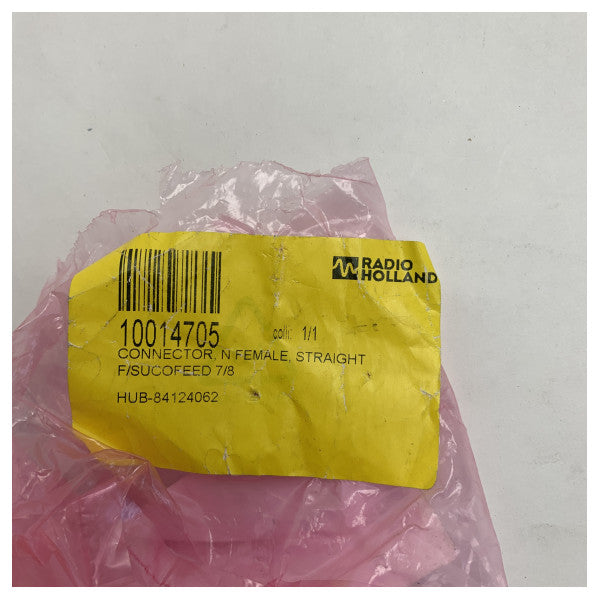 RADIO
HOLLAND
10014705 colli: 1/1
CONNECTOR, N FEMALE, STRAIGHT
F/SUCOFEED 7/8
HUB-84124062